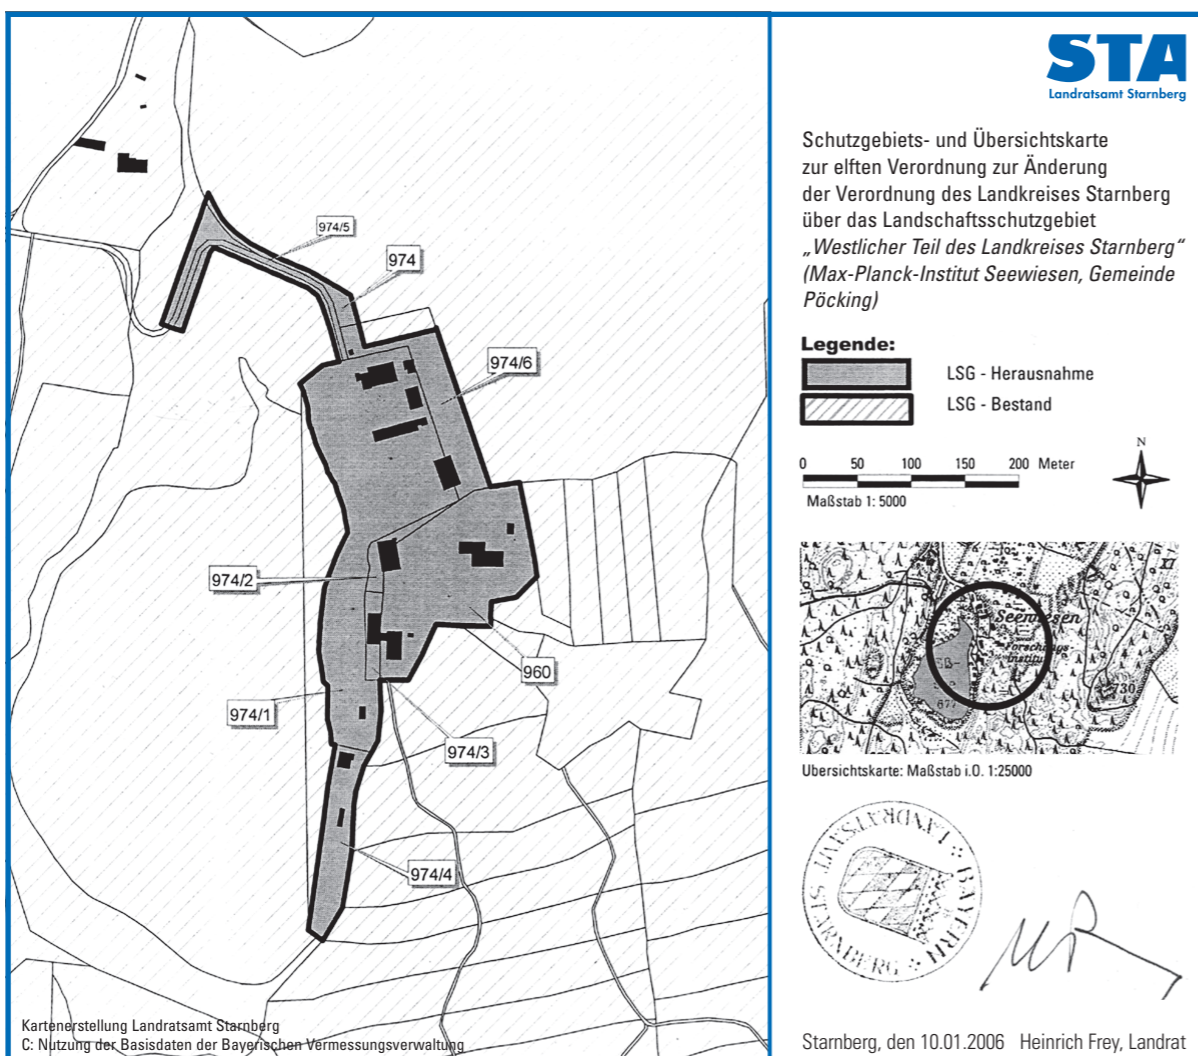 974/5
974
974/6
974/2
960
974/1
974/3
974/4
Kartenerstellung Landratsamt Starnberg
C: Nutzung der Basisdaten der Bayerischen Vermessungsverwaltung
STA
Landratsamt Starnberg
Schutzgebiets- und Übersichtskarte
zur elften Verordnung zur Änderung
der Verordnung des Landkreises Starnberg
über das Landschaftsschutzgebiet
„Westlicher Teil des Landkreises Starnberg“
(Max-Planck-Institut Seewiesen, Gemeinde
Pöcking)
Legende:
LSG - Herausnahme
LSG - Bestand
N
0 50 100 150 200 Meter
Maßstab 1: 5000
Seewiesen
Forschungs-
Institut
677
730
Übersichtskarte: Maßstab i.O. 1:25000
BAYERN
LANDRATSAMT STARNBERG
Starnberg, den 10.01.2006 Heinrich Frey, Landrat